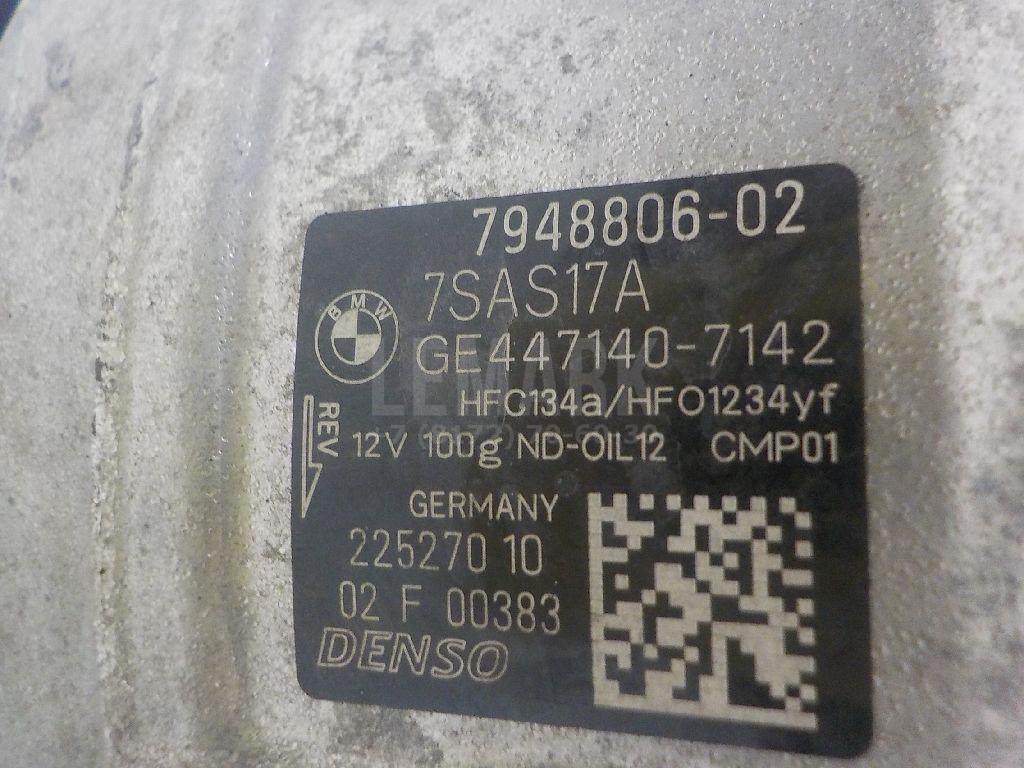 7948806-02
7SAS17A
BMW
GE447140-7142
LEMARK
HFC134a/HFO1234yf
REV
12V 100g ND-OIL12 CMP01
GERMANY
225270 10
02 F 00383
DENSO